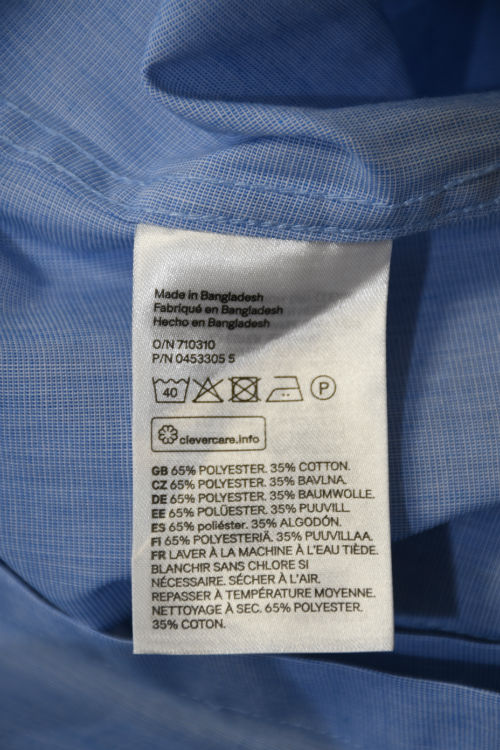 Made in Bangladesh
Fabriqué en Bangladesh
Hecho en Bangladesh
O/N 710310
P/N 0453305 5
40 P
clevercare.info
GB 65% POLYESTER. 35% COTTON.
CZ 65% POLYESTER. 35% BAVLNA.
DE 65% POLYESTER. 35% BAUMWOLLE.
EE 65% POLÜESTER. 35% PUUVILL.
ES 65% poliéster. 35% ALGODÓN.
FI 65% POLYESTERIÄ. 35% PUUVILLAA.
FR LAVER À LA MACHINE À L'EAU TIÈDE.
BLANCHIR SANS CHLORE SI
NÉCESSAIRE. SÉCHER À L'AIR.
REPASSER À TEMPÉRATURE MOYENNE.
NETTOYAGE À SEC. 65% POLYESTER.
35% COTON.